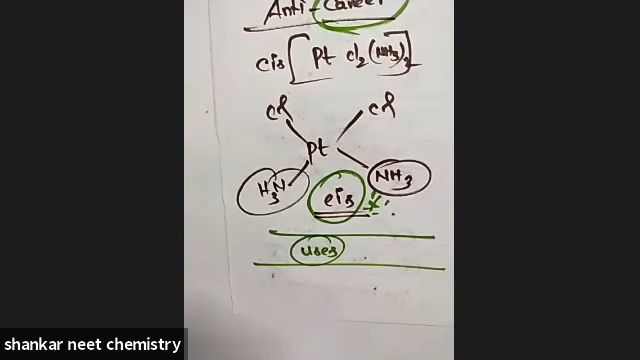 Anti-Cancer
cis [Pt Cl2(NH3)2]
Cl Cl
Pt
H3N NH3
cis *
uses
shankar neet chemistry